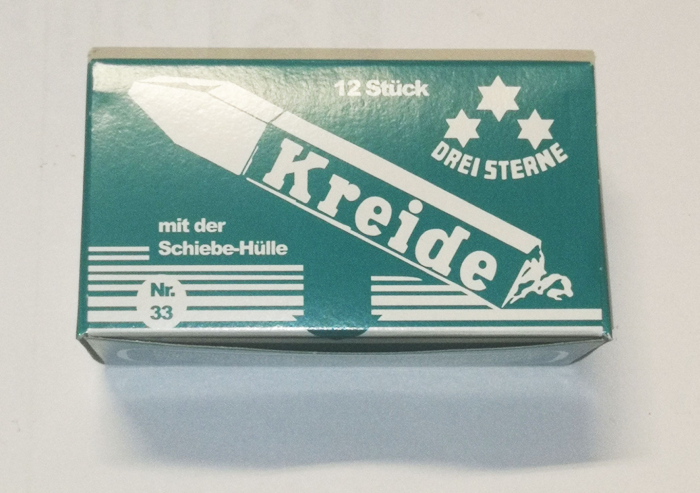 12 Stück
DREI STERNE
Kreide
mit der
Schiebe-Hülle
Nr.
33